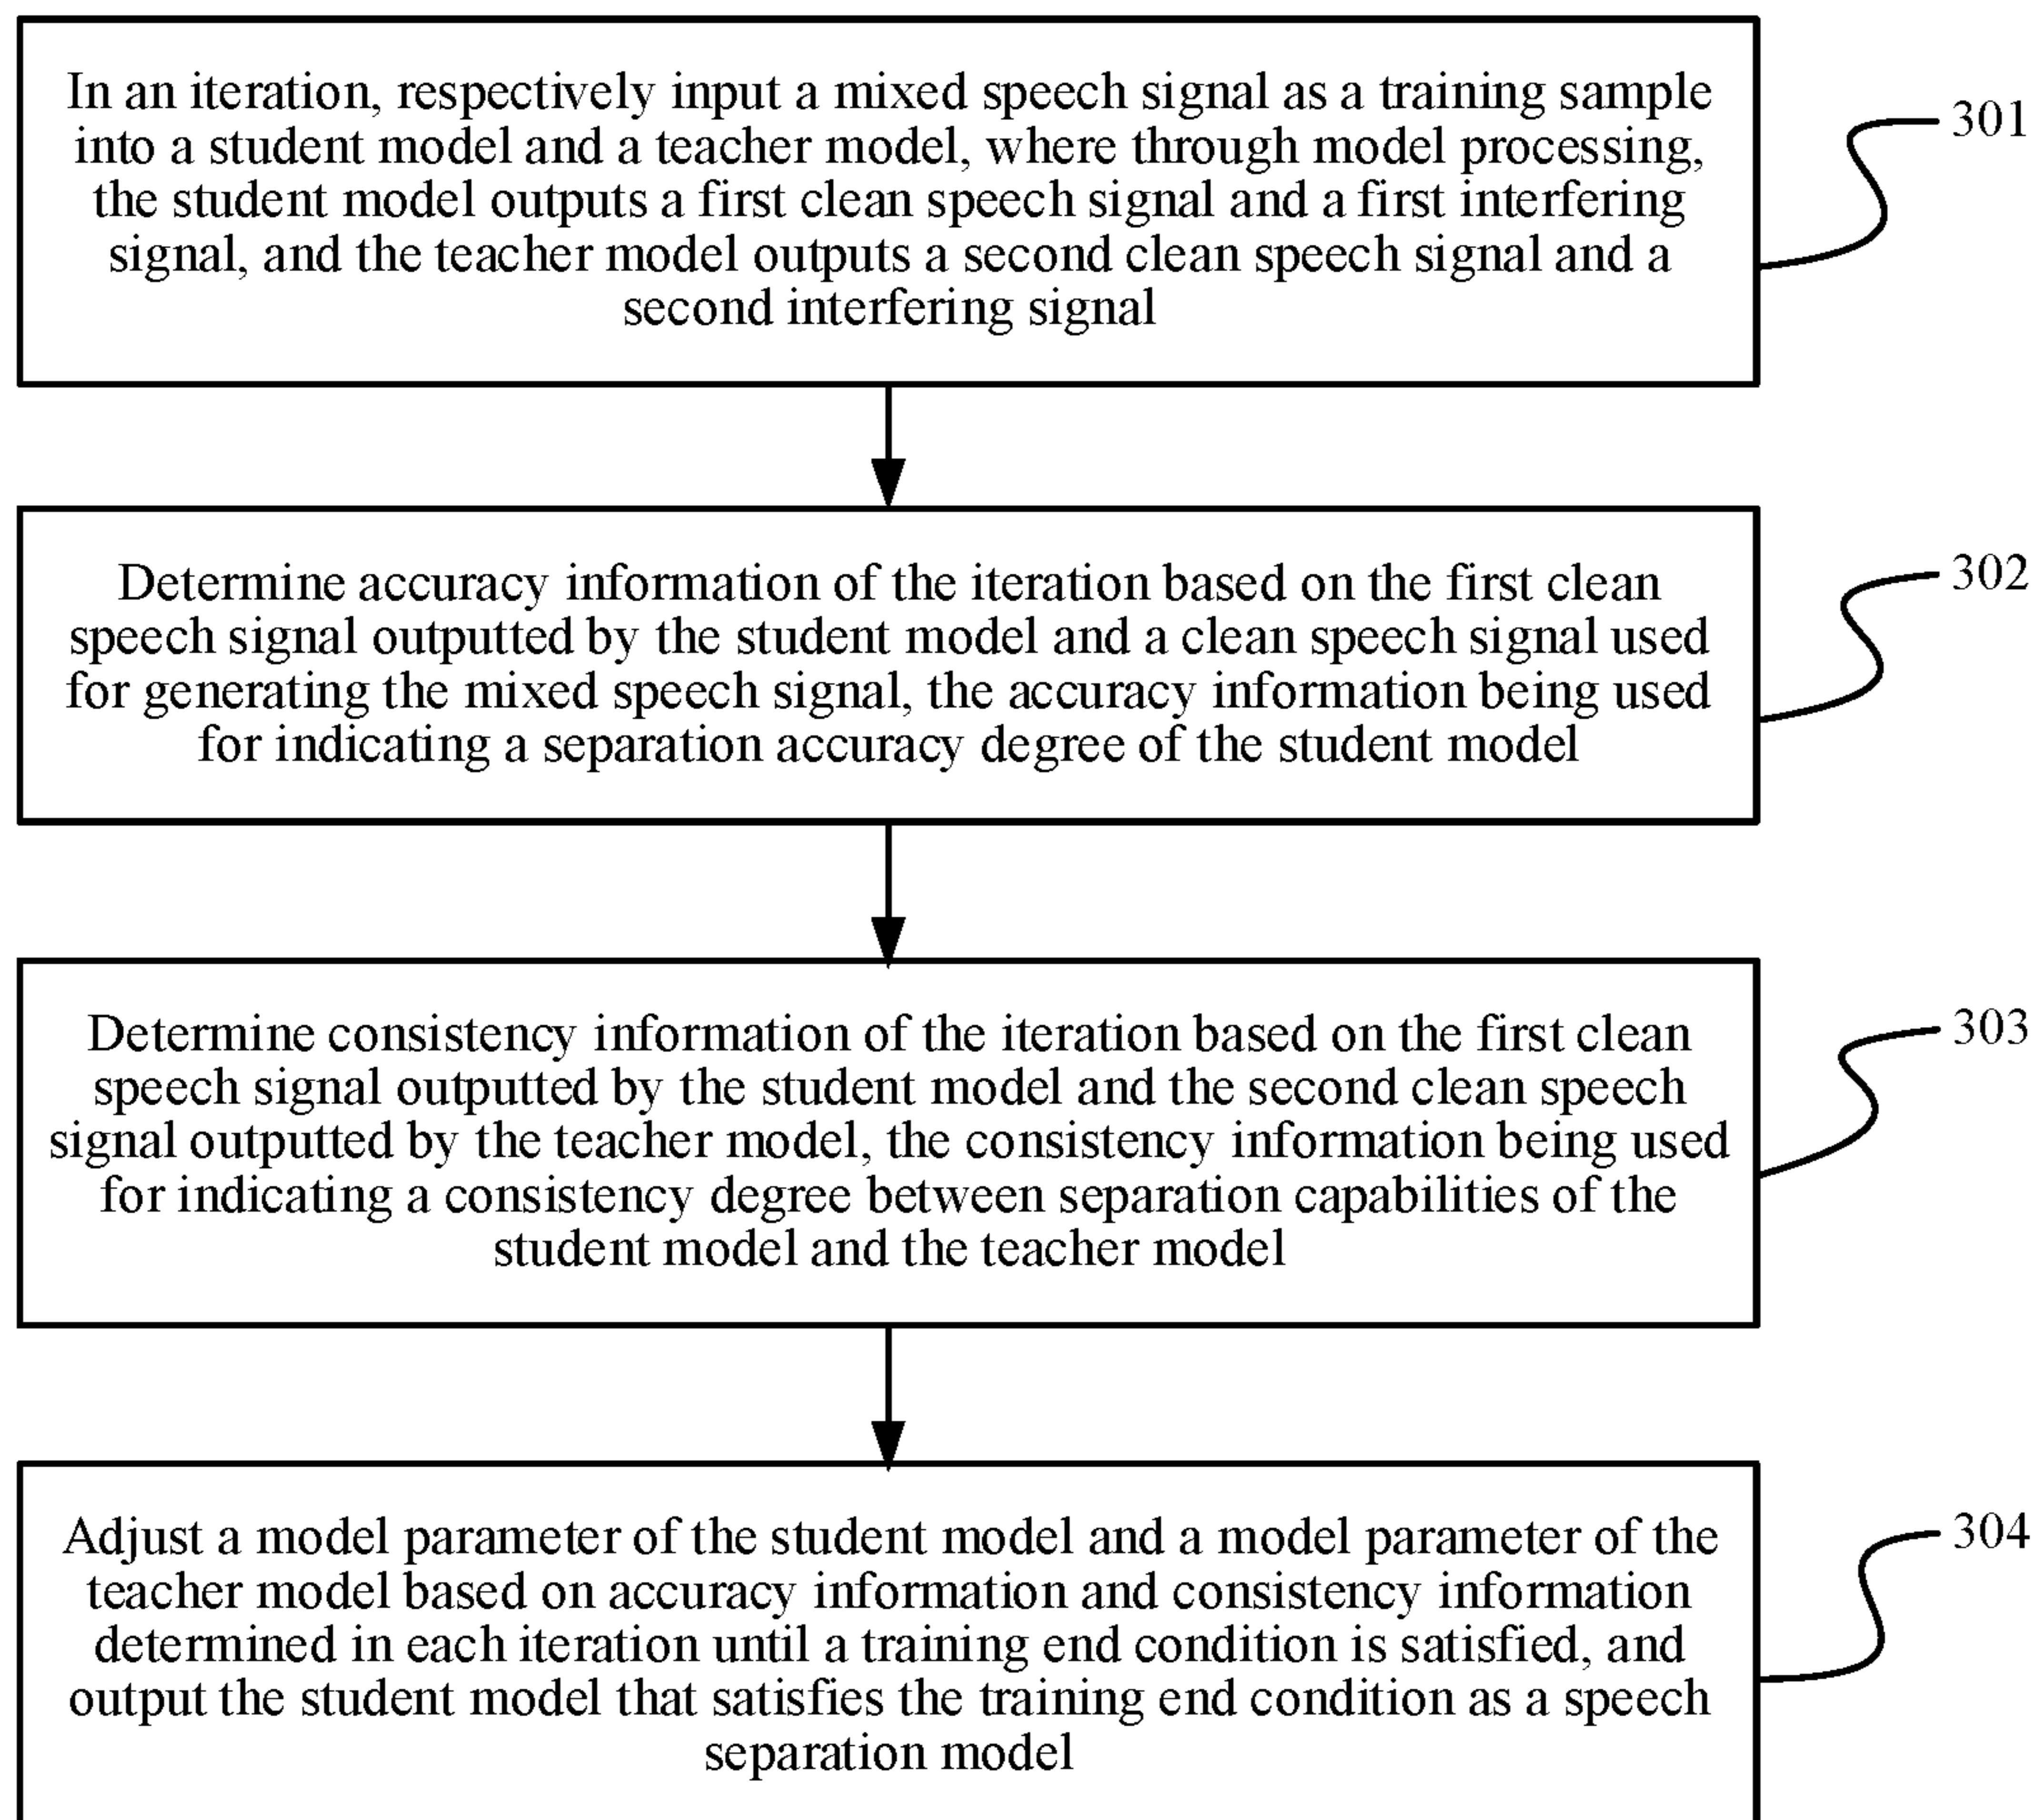 In an iteration, respectively input a mixed speech signal as a training sample
into a student model and a teacher model, where through model processing,
the student model outputs a first clean speech signal and a first interfering
signal, and the teacher model outputs a second clean speech signal and a
second interfering signal
301
Determine accuracy information of the iteration based on the first clean
speech signal outputted by the student model and a clean speech signal used
for generating the mixed speech signal, the accuracy information being used
for indicating a separation accuracy degree of the student model
302
Determine consistency information of the iteration based on the first clean
speech signal outputted by the student model and the second clean speech
signal outputted by the teacher model, the consistency information being used
for indicating a consistency degree between separation capabilities of the
student model and the teacher model
303
Adjust a model parameter of the student model and a model parameter of the
teacher model based on accuracy information and consistency information
determined in each iteration until a training end condition is satisfied, and
output the student model that satisfies the training end condition as a speech
separation model
304